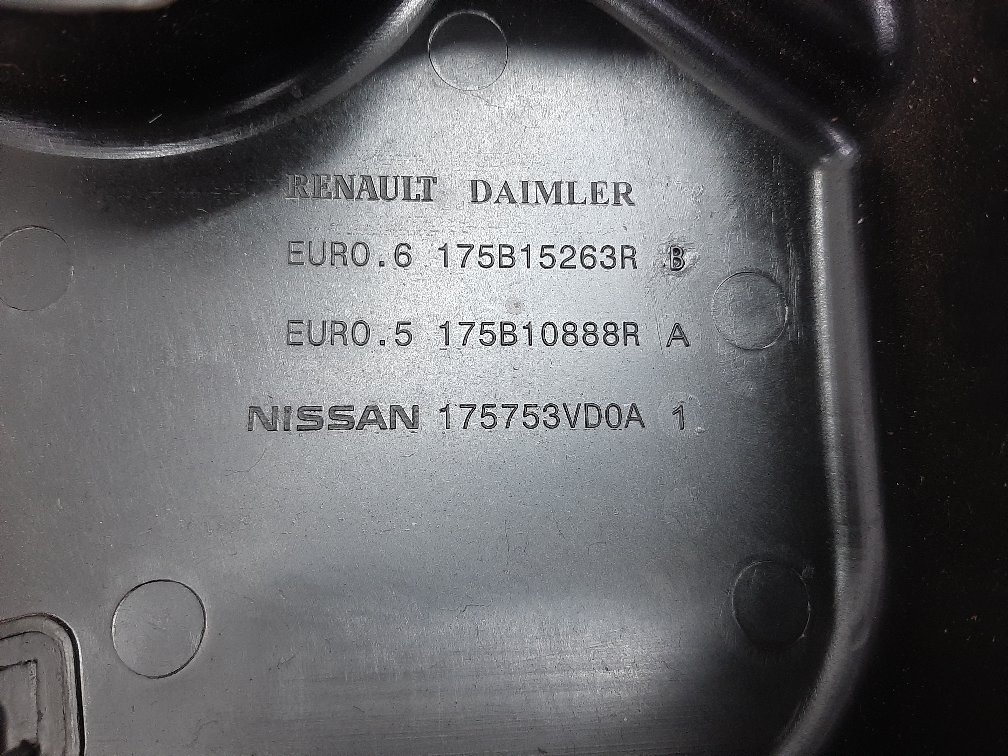 RENAULT DAIMLER
EURO.6 175B15263R B
EURO.5 175B10888R A
NISSAN 175753VD0A 1